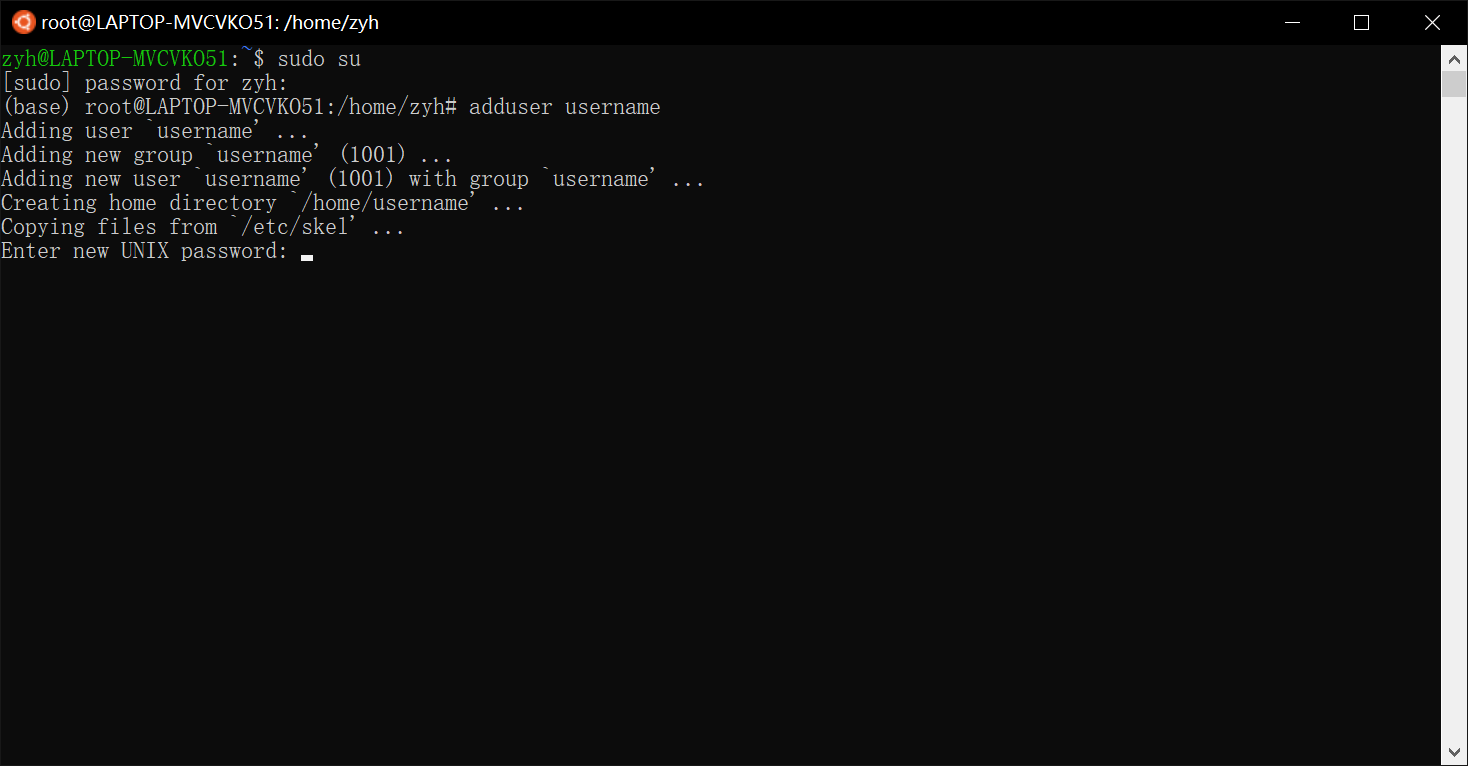 root@LAPTOP-MVCVKO51: /home/zyh
zyh@LAPTOP-MVCVKO51:~$ sudo su
[sudo] password for zyh:
(base) root@LAPTOP-MVCVKO51:/home/zyh# adduser username
Adding user `username' ...
Adding new group `username' (1001) ...
Adding new user `username' (1001) with group `username' ...
Creating home directory `/home/username' ...
Copying files from `/etc/skel' ...
Enter new UNIX password: